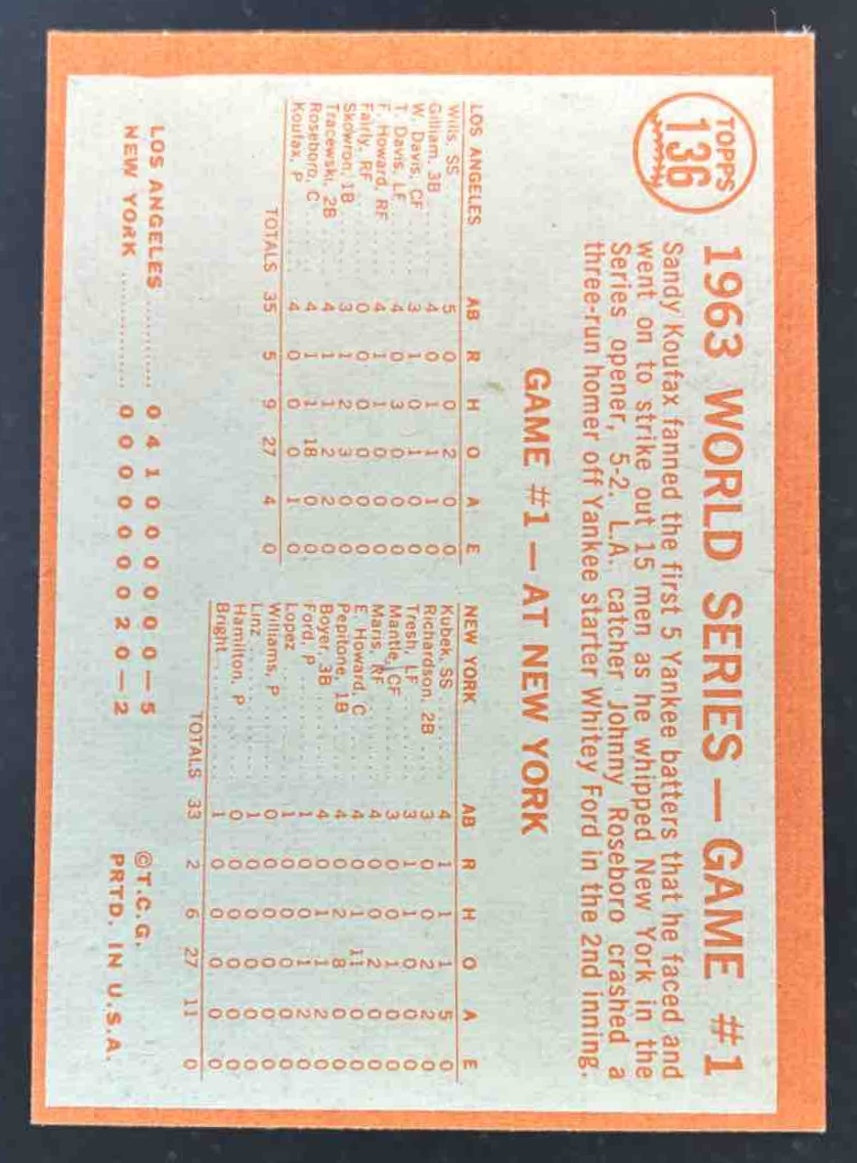 TOPPS
136
1963 WORLD SERIES — GAME #1
Sandy Koufax fanned the first 5 Yankee batters that he faced and
went on to strike out 15 men as he whipped New York in the
Series opener, 5-2. L.A. catcher Johnny Roseboro crashed a
three-run homer off Yankee starter Whitey Ford in the 2nd inning.
GAME #1 — AT NEW YORK
LOS ANGELES AB R H O A E
Wills, SS 5 0 0 2 0 0
Gilliam, 3B 4 0 1 1 1 0
W. Davis, CF 3 1 0 1 0 0
T. Davis, LF 4 0 3 0 0 0
F. Howard, RF 4 1 1 0 0 0
Fairly, RF 0 0 0 0 0 0
Skowron, 1B 3 1 2 3 0 0
Tracewski, 2B 4 1 1 2 2 0
Roseboro, C 4 1 1 18 0 0
Koufax, P 4 0 0 0 1 0
TOTALS 35 5 9 27 4 0
NEW YORK AB R H O A E
Kubek, SS 4 1 1 1 5 0
Richardson, 2B 3 0 0 2 2 0
Tresh, LF 3 1 1 0 0 0
Mantle, CF 3 0 0 1 0 0
Maris, RF 4 0 0 2 0 0
E. Howard, C 4 0 1 11 0 0
Pepitone, 1B 4 0 2 8 0 0
Boyer, 3B 4 0 1 1 2 0
Ford, P 1 0 0 1 2 0
Lopez 1 0 0 0 0 0
Williams, P 0 0 0 0 0 0
Linz 1 0 0 0 0 0
Hamilton, P 0 0 0 0 0 0
Bright 1 0 0 0 0 0
TOTALS 33 2 6 27 11 0
LOS ANGELES 0 4 1 0 0 0 0 0 0 — 5
NEW YORK 0 0 0 0 0 0 0 2 0 — 2
©T.C.G.
PRTD. IN U.S.A.